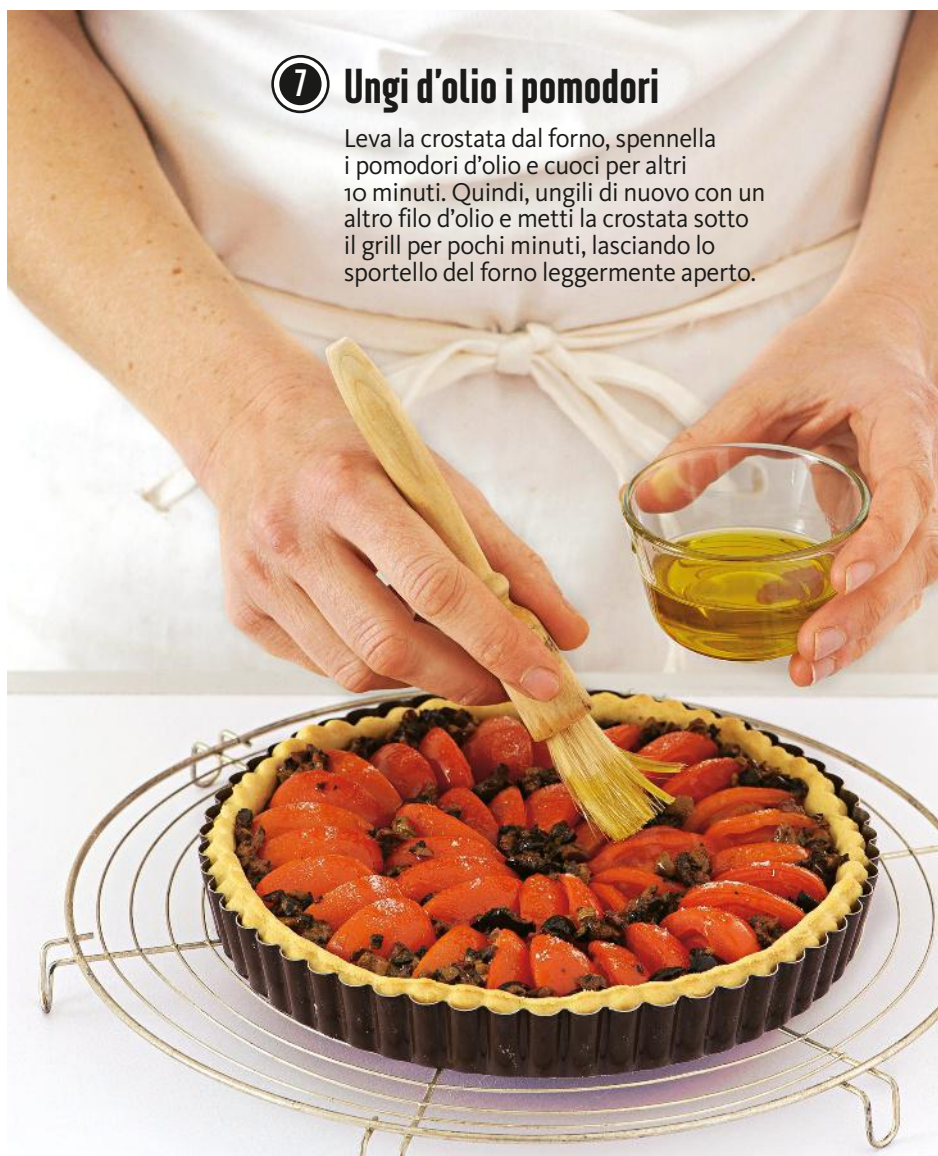 7 Ungi d'olio i pomodori
Leva la crostata dal forno, spennella
i pomodori d'olio e cuoci per altri
10 minuti. Quindi, ungili di nuovo con un
altro filo d'olio e metti la crostata sotto
il grill per pochi minuti, lasciando lo
sportello del forno leggermente aperto.